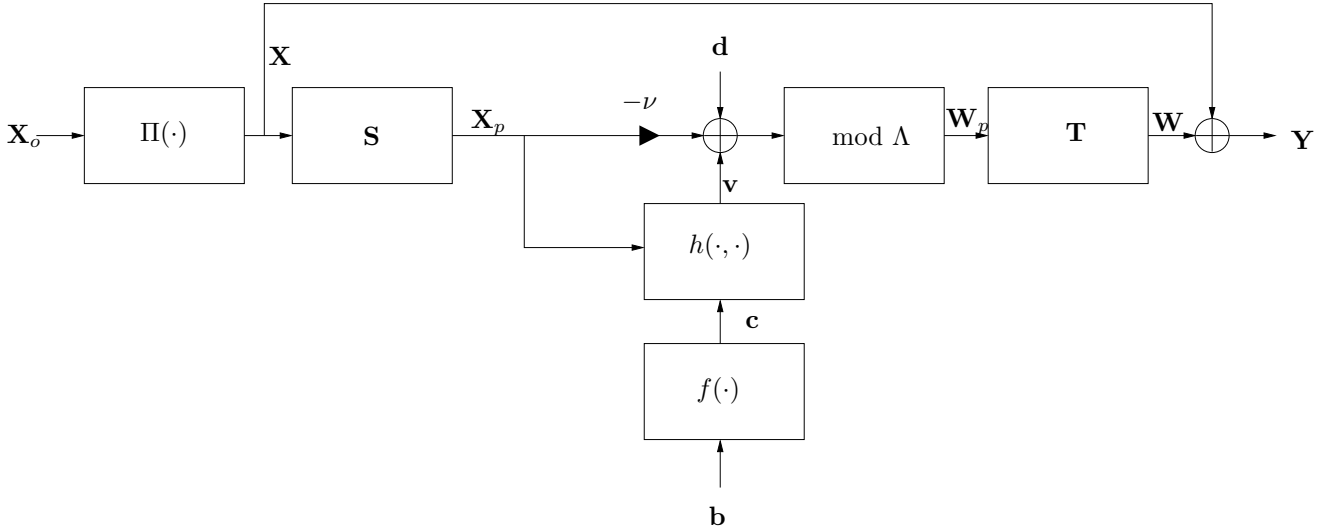 X
d
−ν
X_o
Π(·)
S
X_p
mod Λ
W_p
T
W
Y
v
h(·, ·)
c
f(·)
b